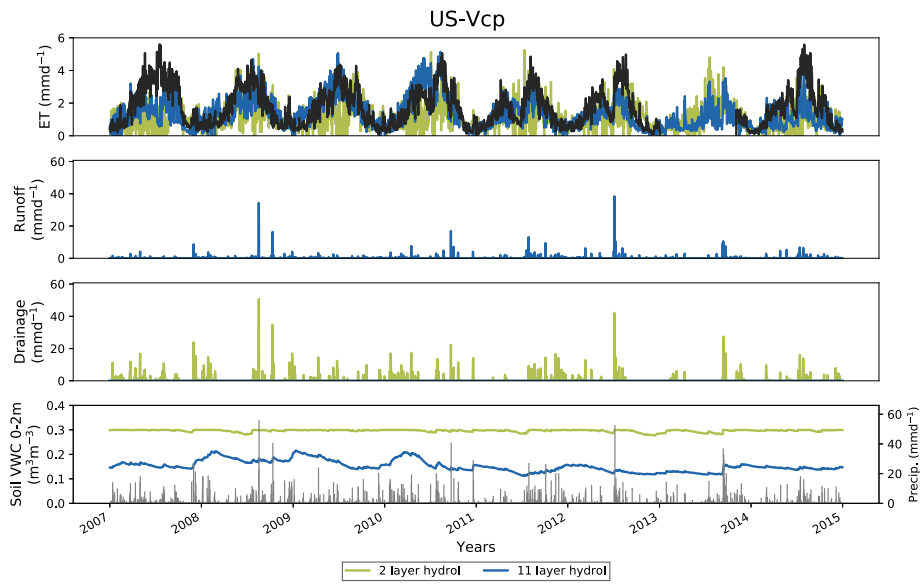 US-Vcp
ET (mmd⁻¹)
6
4
2
0
Runoff
(mmd⁻¹)
60
40
20
0
Drainage
(mmd⁻¹)
60
40
20
0
Soil VWC 0-2m
(m³m⁻³)
0.4
0.3
0.2
0.1
0.0
60
40
20
0
Precip. (mmd⁻¹)
2007 2008 2009 2010 2011 2012 2013 2014 2015
Years
2 layer hydrol 11 layer hydrol